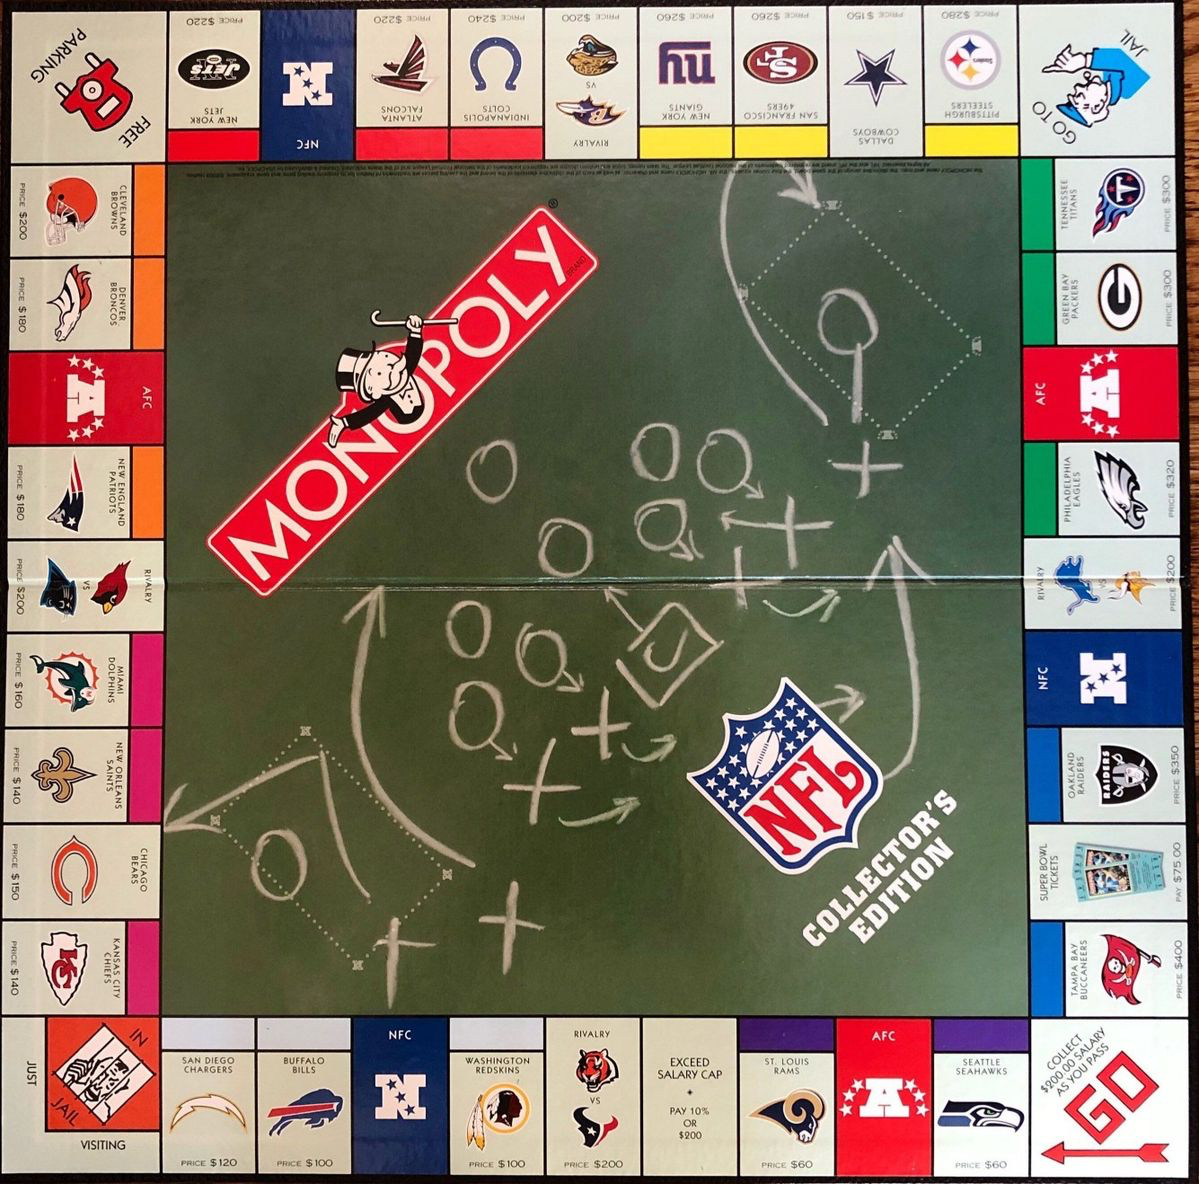 FREE
PARKING
PRICE $220
NEW YORK
JETS
JETS
NFC
PRICE $220
ATLANTA
FALCONS
PRICE $240
INDIANAPOLIS
COLTS
PRICE $200
VS
RIVALRY
PRICE $260
ny
NEW YORK
GIANTS
PRICE $260
SF
SAN FRANCISCO
49ERS
PRICE $150
DALLAS
COWBOYS
PRICE $280
Steelers
PITTSBURGH
STEELERS
GO TO
JAIL
TENNESSEE
TITANS
PRICE $300
GREEN BAY
PACKERS
G
PRICE $300
AFC
A
PHILADELPHIA
EAGLES
PRICE $320
RIVALRY
VS
PRICE $200
NFC
N
OAKLAND
RAIDERS
RAIDERS
PRICE $350
SUPER BOWL
TICKETS
PAY $75.00
TAMPA BAY
BUCCANEERS
PRICE $400
COLLECT
$200.00 SALARY
AS YOU PASS
GO
SEATTLE
SEAHAWKS
PRICE $60
AFC
A
ST. LOUIS
RAMS
PRICE $60
EXCEED
SALARY CAP
PAY 10%
OR
$200
RIVALRY
VS
PRICE $200
WASHINGTON
REDSKINS
PRICE $100
NFC
N
BUFFALO
BILLS
PRICE $100
SAN DIEGO
CHARGERS
PRICE $120
IN
JAIL
JUST
VISITING
KANSAS CITY
CHIEFS
KC
PRICE $140
CHICAGO
BEARS
C
PRICE $150
NEW ORLEANS
SAINTS
PRICE $140
MIAMI
DOLPHINS
PRICE $160
RIVALRY
VS
PRICE $200
NEW ENGLAND
PATRIOTS
PRICE $180
AFC
A
DENVER
BRONCOS
PRICE $180
CLEVELAND
BROWNS
PRICE $200
MONOPOLY®
BRAND
NFL
COLLECTOR'S
EDITION